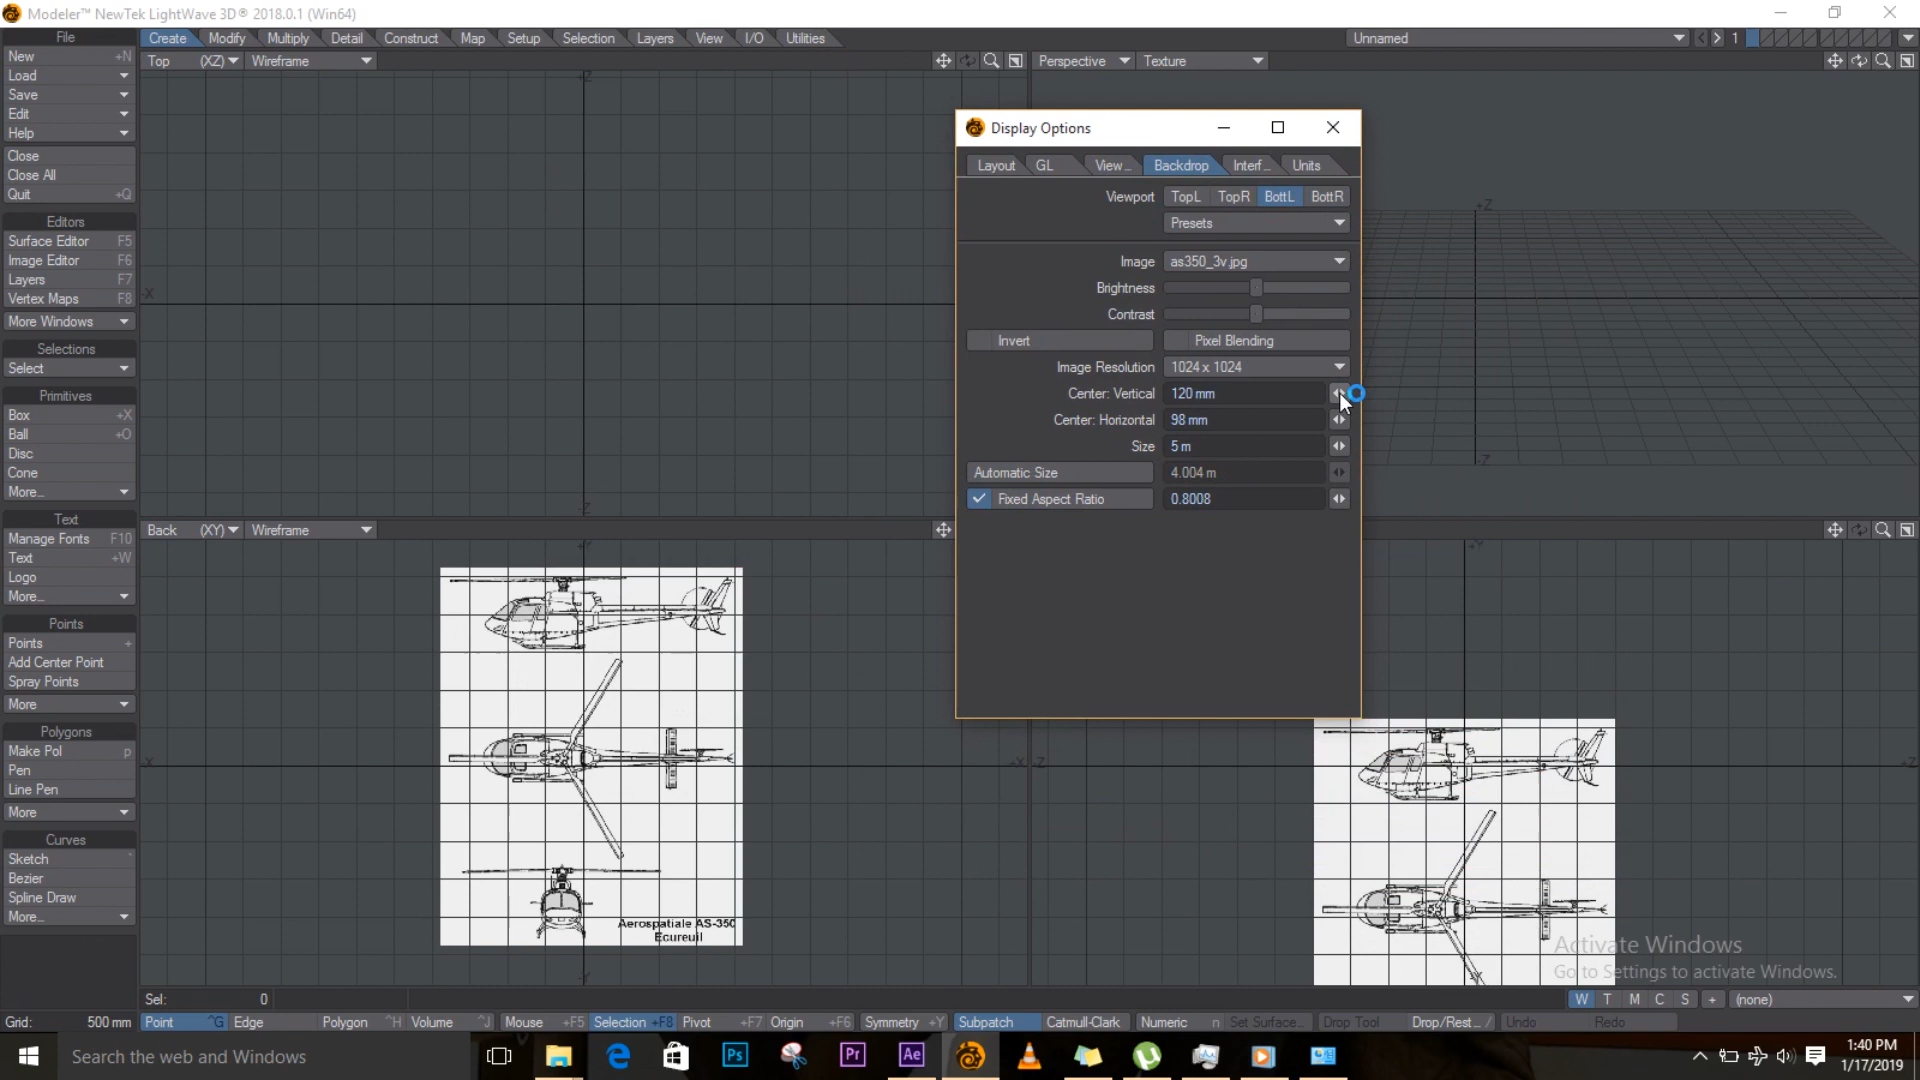 Modeler™ NewTek LightWave 3D® 2018.0.1 (Win64)
File
Create Modify Multiply Detail Construct Map Setup Selection Layers View I/O Utilities Unnamed 1
New +N
Load
Save
Edit
Help
Close
Close All
Quit +Q
Editors
Surface Editor F5
Image Editor F6
Layers F7
Vertex Maps F8
More Windows
Selections
Select
Primitives
Box +X
Ball +O
Disc
Cone
More...
Text
Manage Fonts F10
Text +W
Logo
More...
Points
Points +
Add Center Point
Spray Points
More
Polygons
Make Pol p
Pen
Line Pen
More
Curves
Sketch `
Bezier
Spline Draw
More...
Top (XZ) Wireframe
+Z
-X
-Z
Perspective Texture
+Z
-Z
Display Options
Layout GL View ... Backdrop Interf ... Units
Viewport TopL TopR BottL BottR
Presets
Image as350_3v.jpg
Brightness
Contrast
Invert Pixel Blending
Image Resolution 1024 x 1024
Center: Vertical 120 mm
Center: Horizontal 98 mm
Size 5 m
Automatic Size 4.004 m
Fixed Aspect Ratio 0.8008
Back (XY) Wireframe
+Y
-X +X
-Y
Aerospatiale AS-350
Ecureuil
+Y
-Z +Z
-Y
Activate Windows
Go to Settings to activate Windows.
Sel: 0
W T M C S + (none)
Grid: 500 mm Point ^G Edge Polygon ^H Volume ^J Mouse +F5 Selection +F8 Pivot +F7 Origin +F6 Symmetry +Y Subpatch Catmull-Clark Numeric n Set Surface... Drop Tool Drop/Rest... / Undo Redo
Search the web and Windows
Ps Pr Ae
1:40 PM
1/17/2019